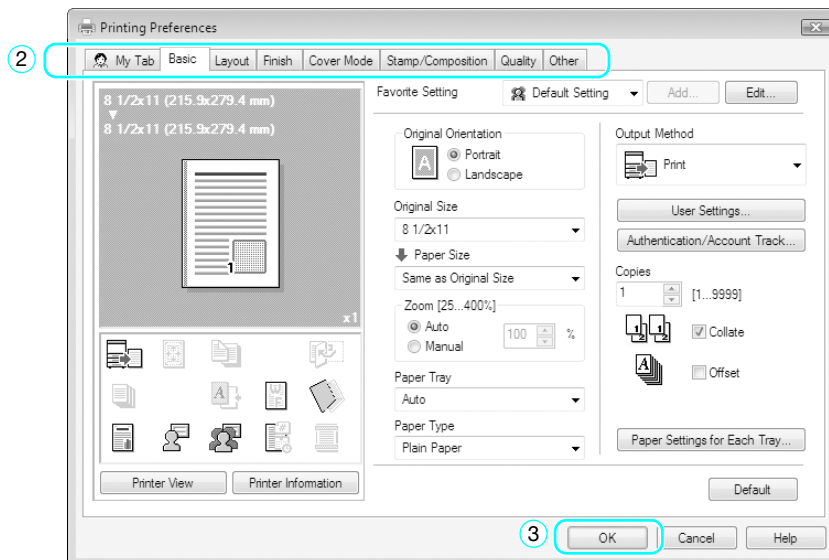 Printing Preferences
2
My Tab Basic Layout Finish Cover Mode Stamp/Composition Quality Other
8 1/2x11 (215.9x279.4 mm)
8 1/2x11 (215.9x279.4 mm)
1
x1
Printer View Printer Information
Favorite Setting Default Setting Add... Edit...
Original Orientation
A
Portrait
Landscape
Original Size
8 1/2x11
Paper Size
Same as Original Size
Zoom [25...400%]
Auto
Manual
100 %
Paper Tray
Auto
Paper Type
Plain Paper
Output Method
Print
User Settings...
Authentication/Account Track...
Copies
1 [1...9999]
Collate
Offset
Paper Settings for Each Tray...
Default
3
OK Cancel Help